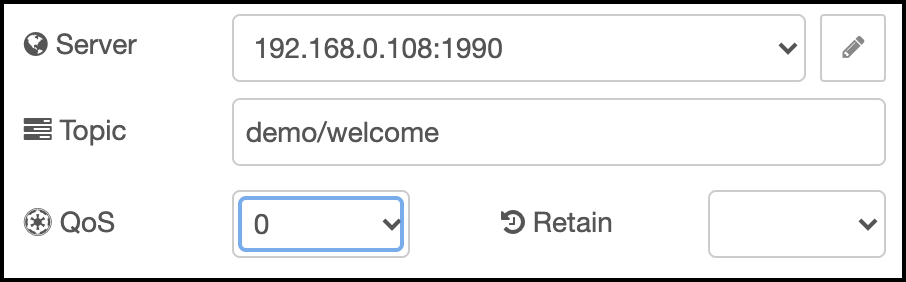 Server 192.168.0.108:1990
Topic demo/welcome
QoS 0 Retain